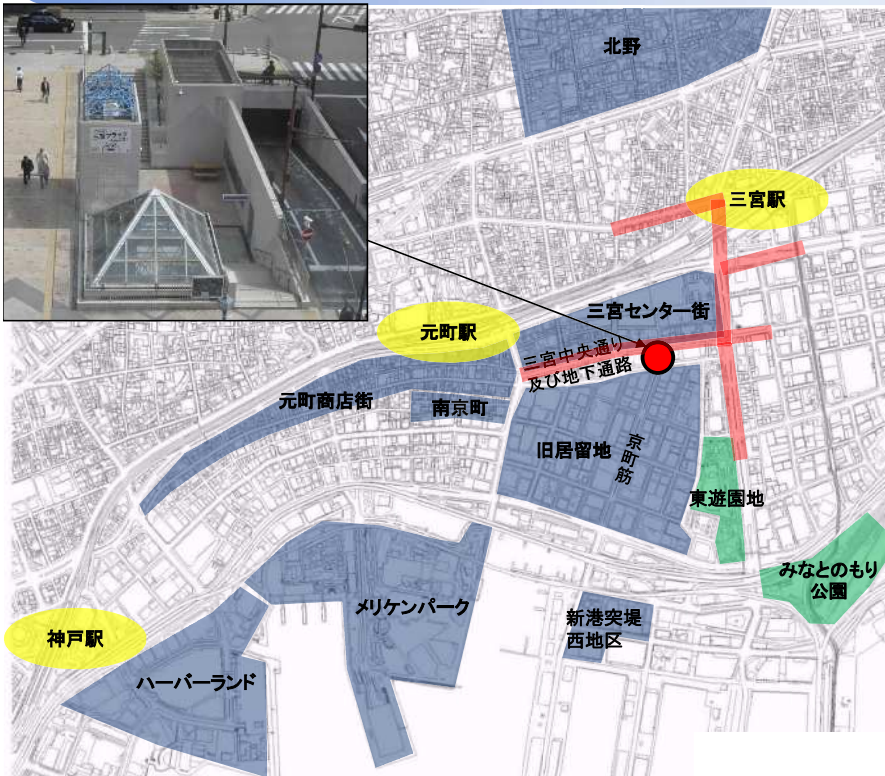 北野
三宮駅
三宮センター街
元町駅
三宮中央通り
及び地下通路
元町商店街
南京町
旧居留地
京町筋
東遊園地
みなとのもり
公園
メリケンパーク
新港突堤
西地区
神戸駅
ハーバーランド